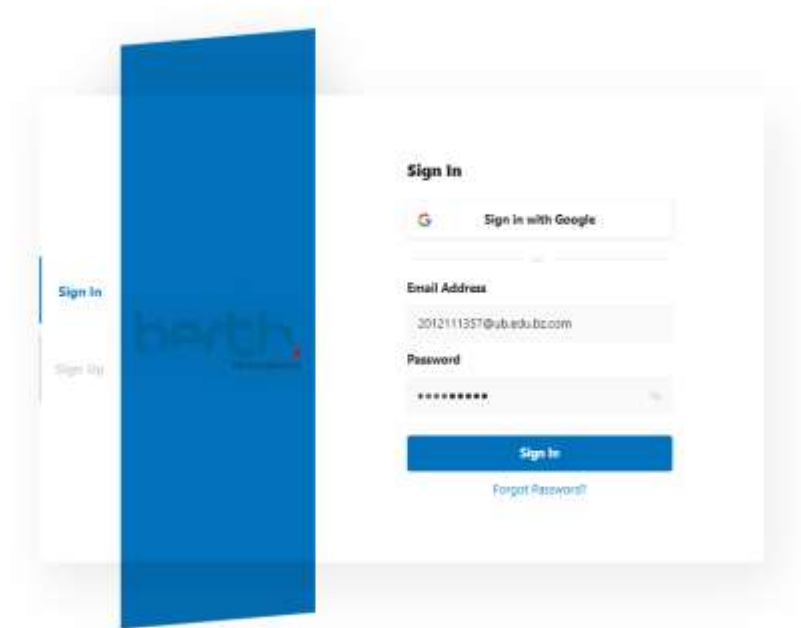 Sign In
Sign Up
berth
Sign In
G
Sign in with Google
Email Address
2012111357@ub.edu.bz.com
Password
Sign In
Forgot Password?